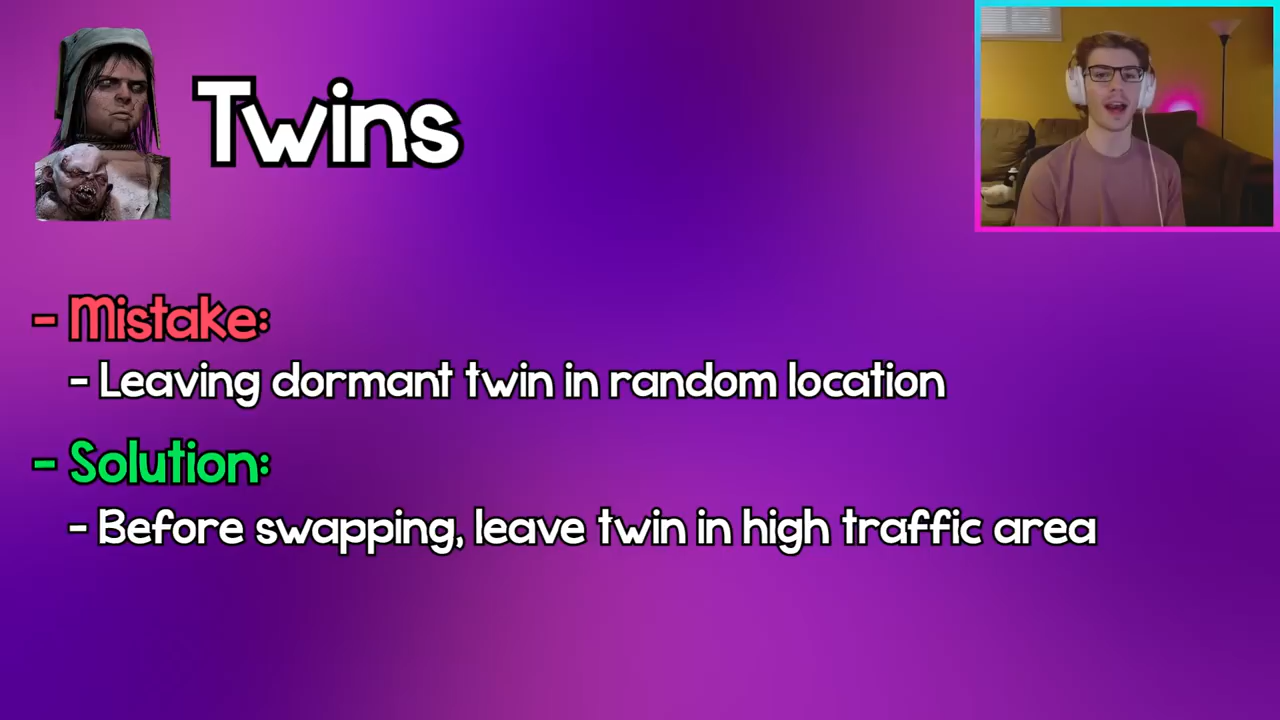 Twins
- Mistake:
- Leaving dormant twin in random location
- Solution:
- Before swapping, leave twin in high traffic area